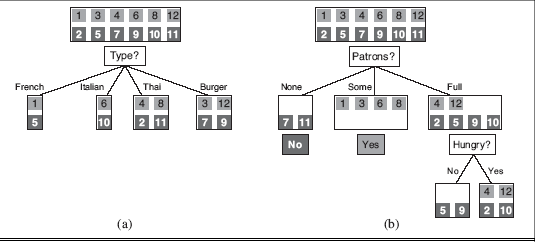 1 3 4 6 8 12
2 5 7 9 10 11
Type?
French Italian Thai Burger
1 6 4 8 3 12
5 10 2 11 7 9
(a)
1 3 4 6 8 12
2 5 7 9 10 11
Patrons?
None Some Full
1 3 6 8 4 12
7 11 2 5 9 10
No Yes Hungry?
No Yes
4 12
5 9 2 10
(b)